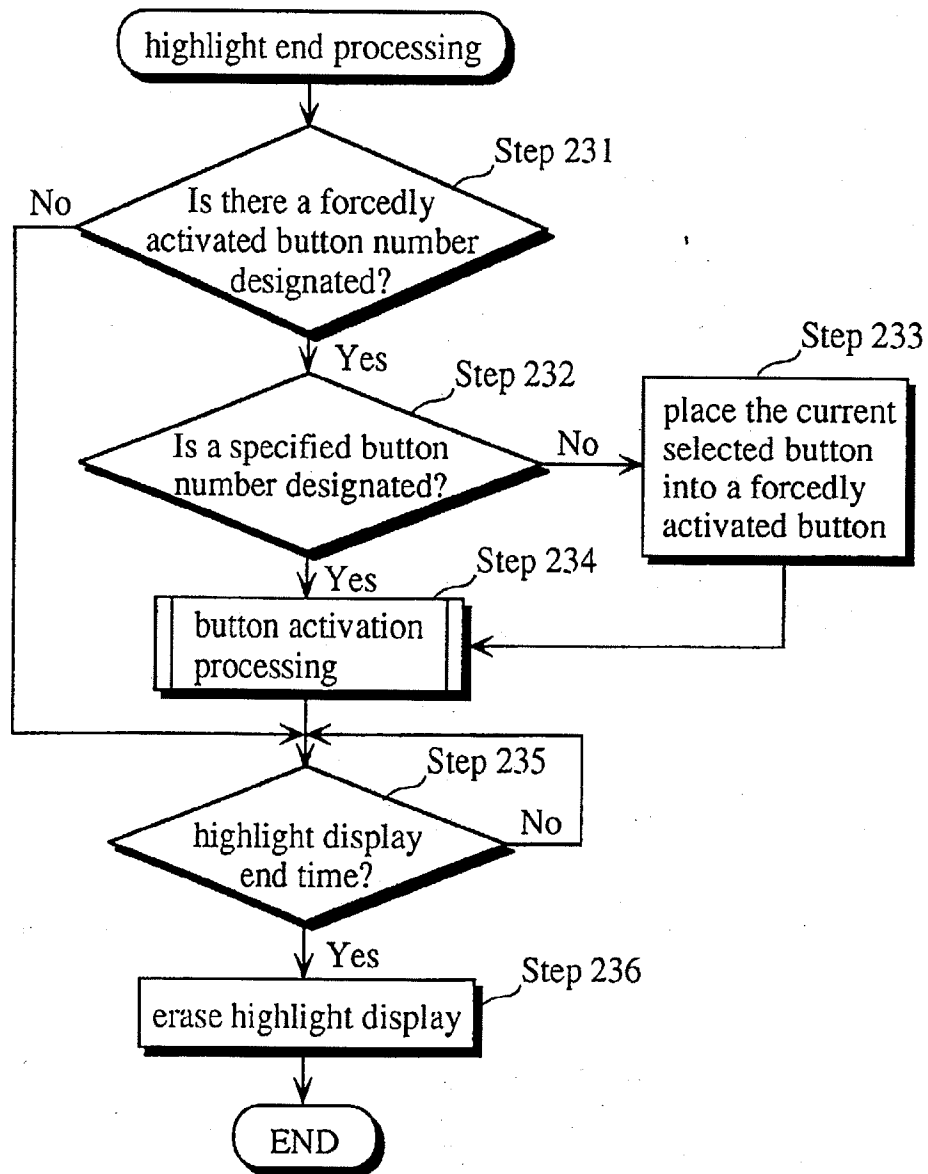 highlight end processing
Step 231
No
Is there a forcedly
activated button number
designated?
Yes
Step 232
Step 233
Is a specified button
number designated?
No
place the current
selected button
into a forcedly
activated button
Yes
Step 234
button activation
processing
Step 235
highlight display
end time?
No
Yes
Step 236
erase highlight display
END